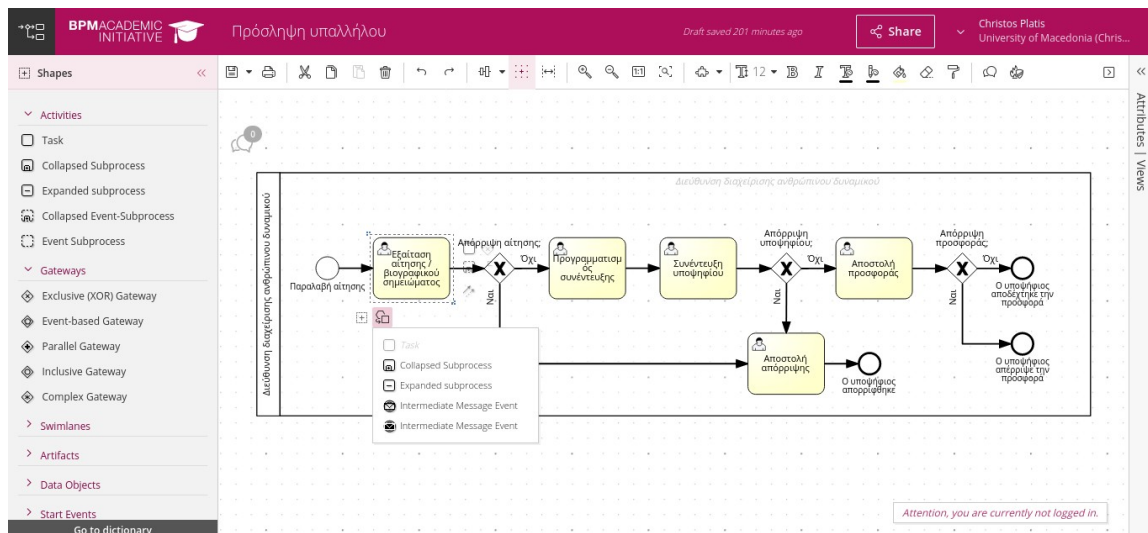 BPMACADEMIC
INITIATIVE
Πρόσληψη υπαλλήλου
Draft saved 201 minutes ago
Share
Christos Platis
University of Macedonia (Chris...
Shapes
12
Attributes | Views
Activities
Task
Collapsed Subprocess
Expanded subprocess
Collapsed Event-Subprocess
Event Subprocess
Gateways
Exclusive (XOR) Gateway
Event-based Gateway
Parallel Gateway
Inclusive Gateway
Complex Gateway
Swimlanes
Artifacts
Data Objects
Start Events
Go to dictionary
0
Διεύθυνση διαχείρισης ανθρώπινου δυναμικού
Διεύθυνση διαχείρισης ανθρώπινου δυναμικού
Παραλαβή αίτησης
Εξαίταση
αίτησης /
βιογραφικού
σημειώματος
Απόρριψη αίτησης;
Όχι
Ναι
Προγραμματισμ
ός
συνέντευξης
Συνέντευξη
υποψηφίου
Απόρριψη
υποψηφίου;
Όχι
Ναι
Αποστολή
προσφοράς
Απόρριψη
προσφοράς;
Όχι
Ναι
Ο υποψήφιος
αποδέχτηκε την
προσφορά
Ο υποψήφιος
απέρριψε την
προσφορά
Αποστολή
απόρριψης
Ο υποψήφιος
απορρίφθηκε
Task
Collapsed Subprocess
Expanded subprocess
Intermediate Message Event
Intermediate Message Event
Attention, you are currently not logged in.